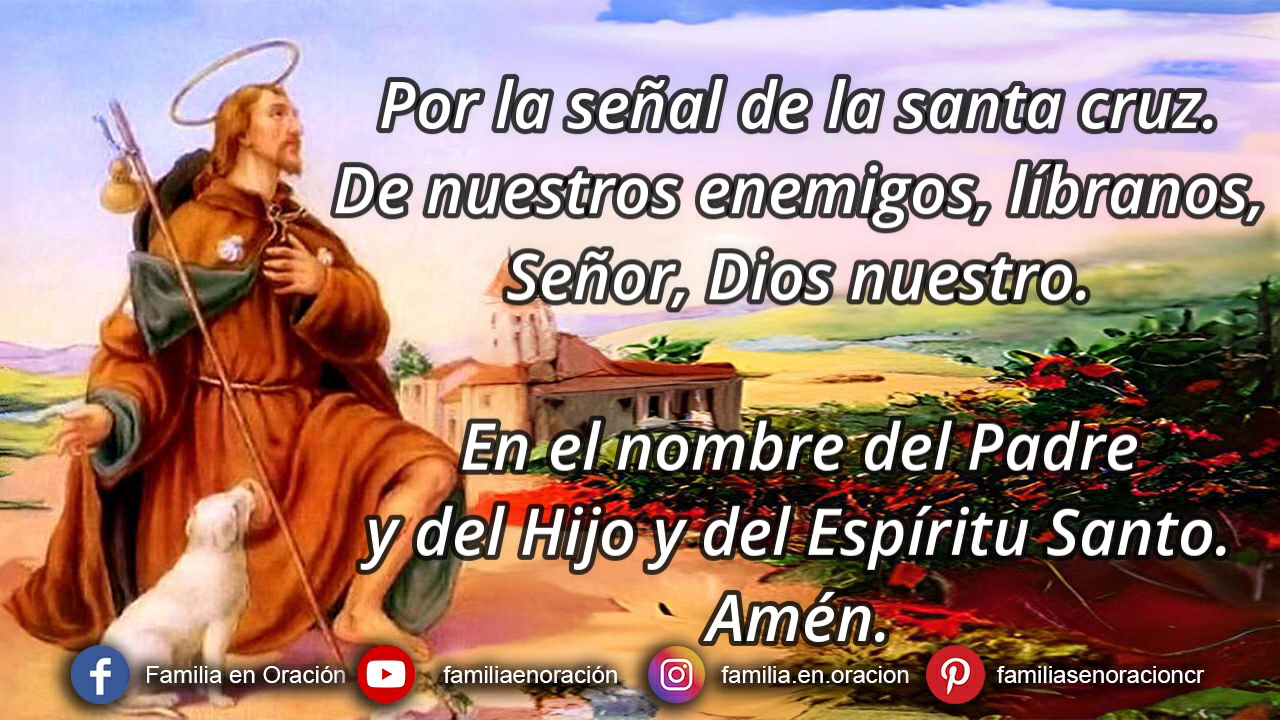 Por la señal de la santa cruz.
De nuestros enemigos, líbranos,
Señor, Dios nuestro.
En el nombre del Padre
y del Hijo y del Espíritu Santo.
Amén.
Familia en Oración
familiaenoración
familia.en.oracion
familiasenoracioncr